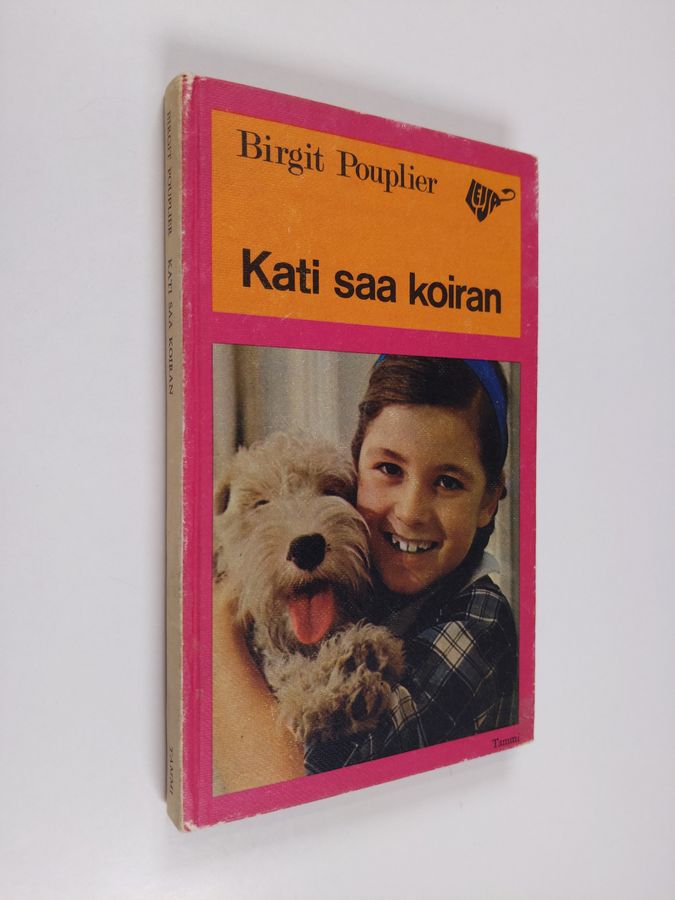 Birgit Pouplier
LEIJA
Kati saa koiran
Tammi
BIRGIT POUPLIER KATI SAA KOIRAN TAMMI